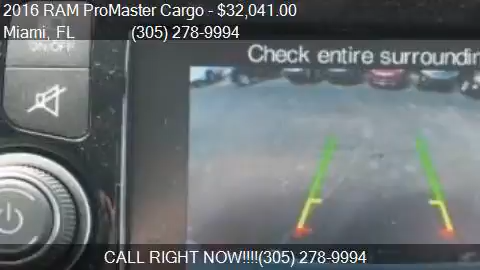 2016 RAM ProMaster Cargo - $32,041.00
Miami, FL (305) 278-9994
Check entire surroundin
CALL RIGHT NOW!!!!(305) 278-9994